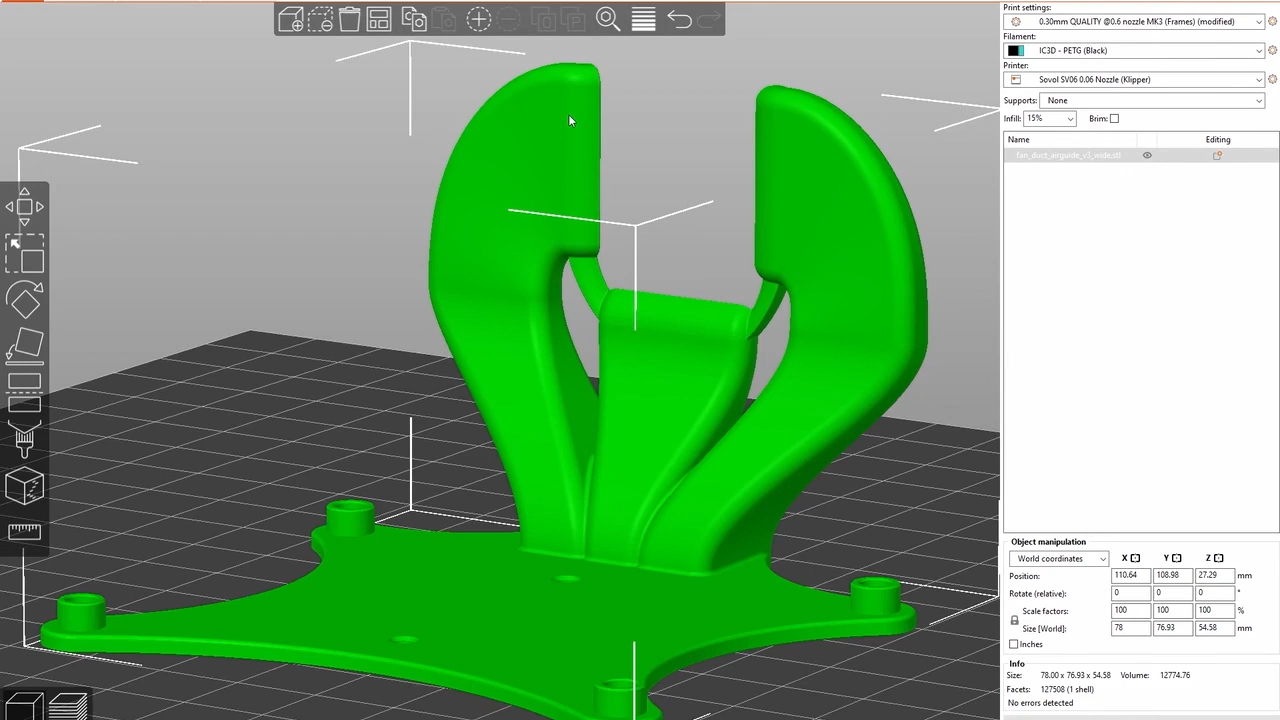 Print settings:
0.30mm QUALITY @0.6 nozzle MK3 (Frames) (modified)
Filament:
IC3D - PETG (Black)
Printer:
Sovol SV06 0.06 Nozzle (Klipper)
Supports: None
Infill: 15% Brim:
Name Editing
fan_duct_airguide_v3_wide.stl
Object manipulation
World coordinates X Y Z
Position: 110.64 108.98 27.29 mm
Rotate (relative): 0 0 0 °
Scale factors: 100 100 100 %
Size [World]: 78 76.93 54.58 mm
Inches
Info
Size: 78.00 x 76.93 x 54.58 Volume: 12774.76
Facets: 127508 (1 shell)
No errors detected